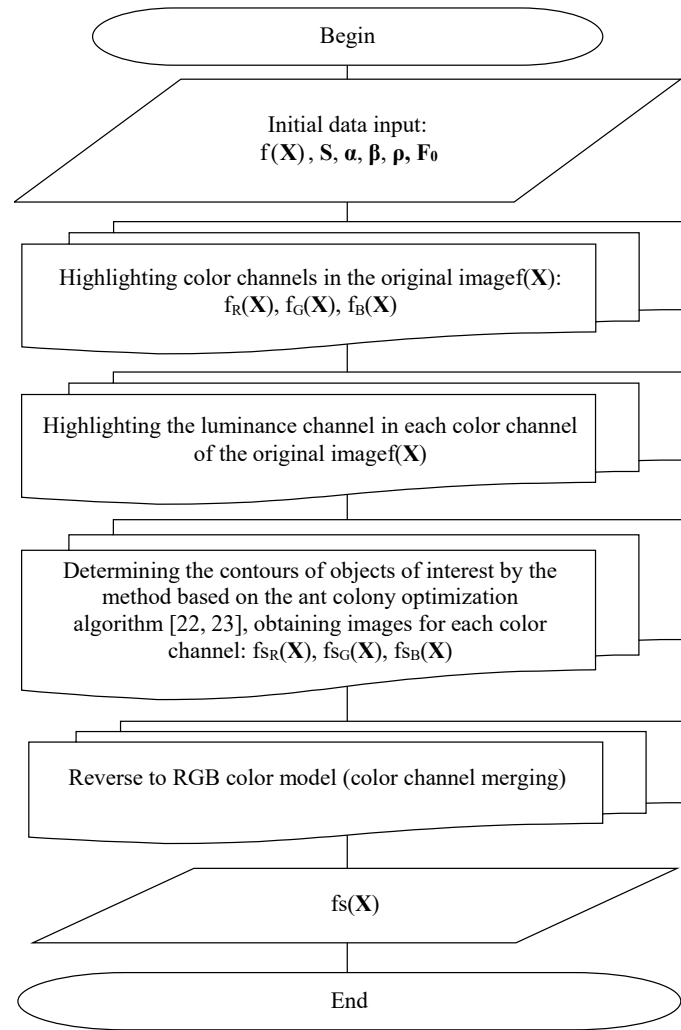 Begin
Initial data input:
f(X), S, α, β, ρ, F₀
Highlighting color channels in the original imagef(X):
f_R(X), f_G(X), f_B(X)
Highlighting the luminance channel in each color channel
of the original imagef(X)
Determining the contours of objects of interest by the
method based on the ant colony optimization
algorithm [22, 23], obtaining images for each color
channel: fs_R(X), fs_G(X), fs_B(X)
Reverse to RGB color model (color channel merging)
fs(X)
End